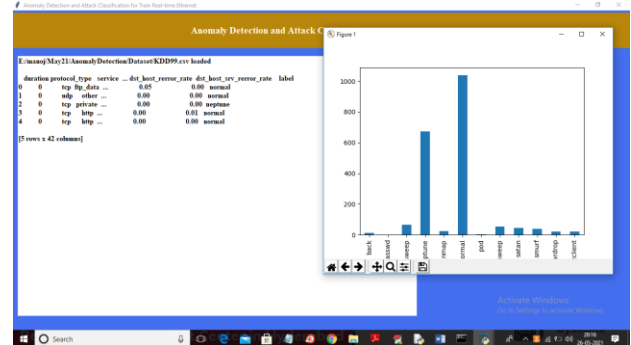 Anomaly Detection and Attack Classification for Train Real-time Ethernet
Anomaly Detection and Attack C
Figure 1
E:/manoj/May21/AnomalyDetection/Dataset/KDD99.csv loaded
duration protocol_type service ... dst_host_rerror_rate dst_host_srv_rerror_rate label
0 0 tcp ftp_data ... 0.05 0.00 normal
1 0 udp other ... 0.00 0.00 normal
2 0 tcp private ... 0.00 0.00 neptune
3 0 tcp http ... 0.00 0.01 normal
4 0 tcp http ... 0.00 0.00 normal
[5 rows x 42 columns]
1000
800
600
400
200
0
back
asswd
sweep
ptune
nmap
ormal
pod
sweep
satan
smurf
rdrop
client
Activate Windows
Go to Settings to activate Windows.
Search
20:18
26-05-2021